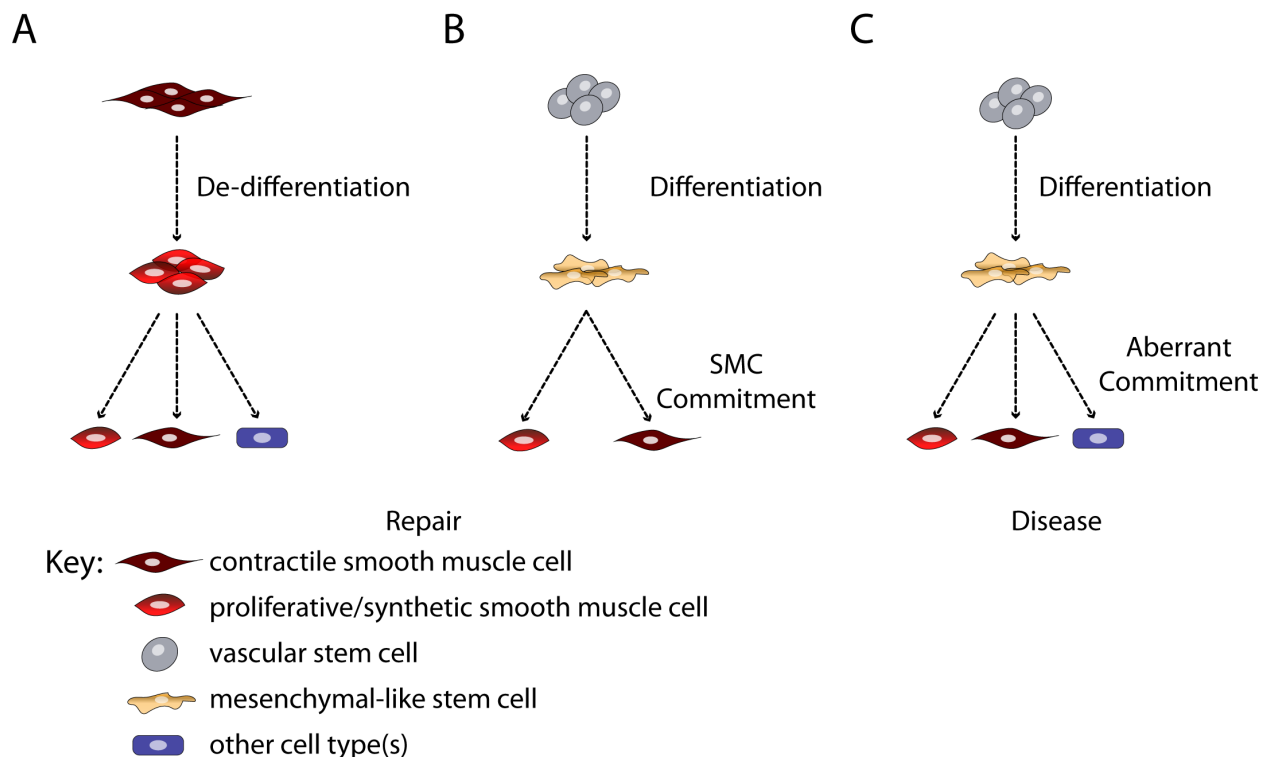 A
B
C
De-differentiation
Differentiation
Differentiation
SMC
Commitment
Aberrant
Commitment
Repair
Disease
Key:
contractile smooth muscle cell
proliferative/synthetic smooth muscle cell
vascular stem cell
mesenchymal-like stem cell
other cell type(s)